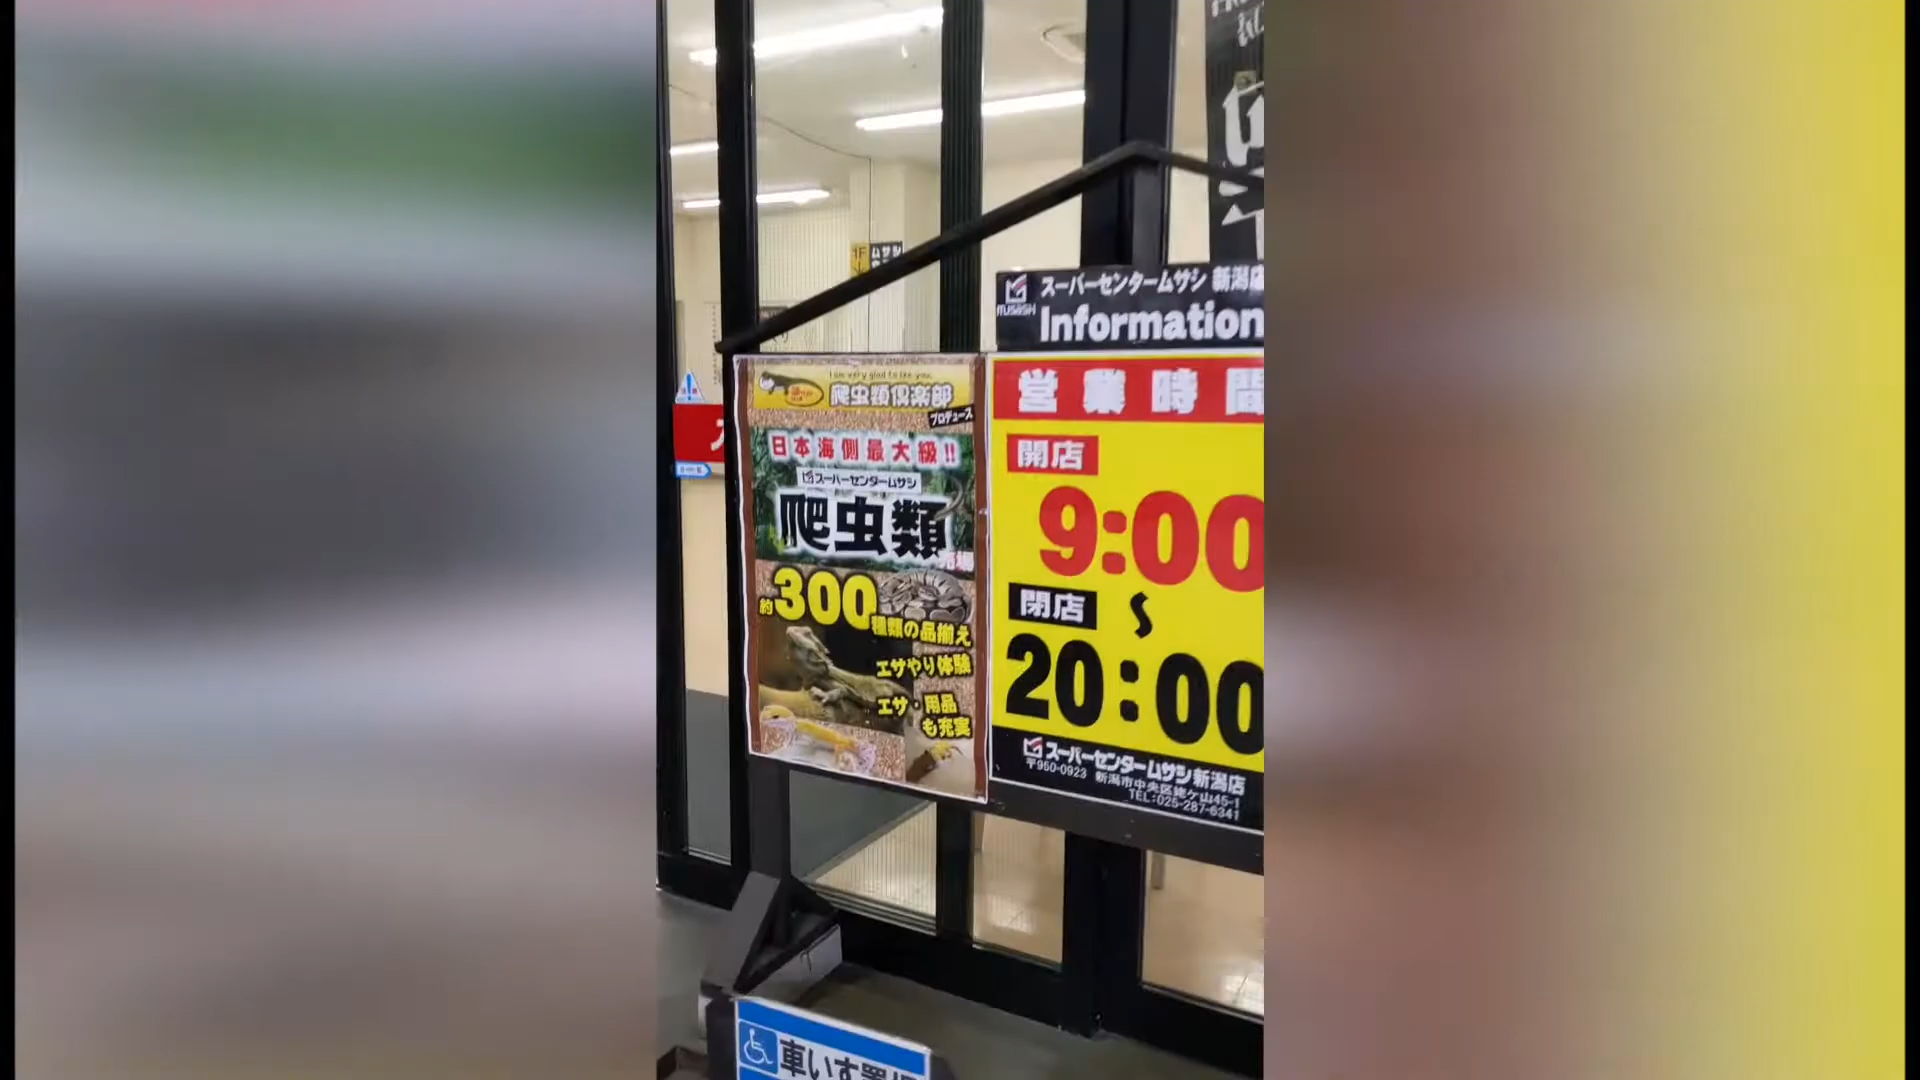 I am very glad to see you.
爬虫類倶楽部
プロデュース
日本海側最大級!!
スーパーセンタームサシ
爬虫類
売場
約300
種類の品揃え
エサやり体験
エサ・用品
も充実
MUSASHI
スーパーセンタームサシ 新潟店
Information
営業時間
開店
9:00
〜
閉店
20:00
スーパーセンタームサシ新潟店
〒950-0923 新潟市中央区姥ケ山45-1
TEL:025-287-6341
1F
ムサシ
車いす置場